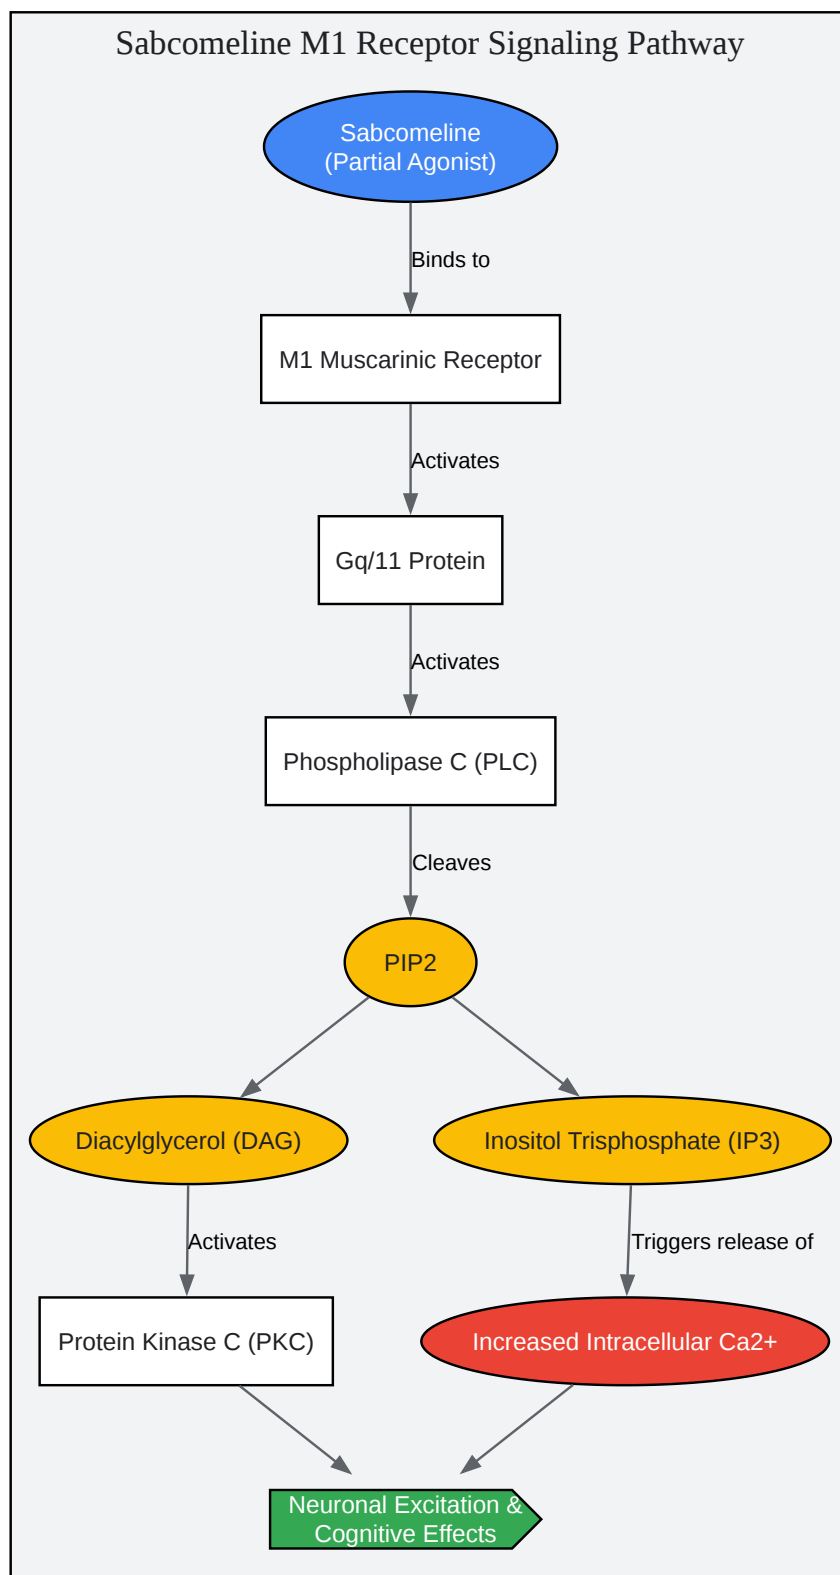 Sabcomeline M1 Receptor Signaling Pathway
Sabcomeline
(Partial Agonist)
Binds to
M1 Muscarinic Receptor
Activates
Gq/11 Protein
Activates
Phospholipase C (PLC)
Cleaves
PIP2
Diacylglycerol (DAG)
Inositol Trisphosphate (IP3)
Activates
Triggers release of
Protein Kinase C (PKC)
Increased Intracellular Ca2+
Neuronal Excitation &
Cognitive Effects